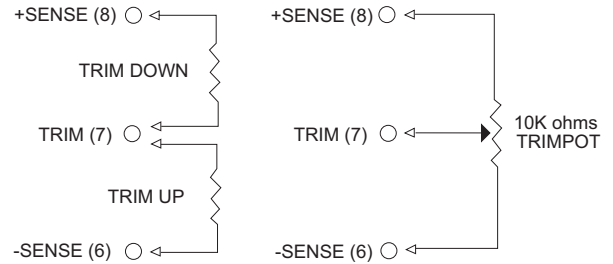 +SENSE (8)
TRIM DOWN
TRIM (7)
TRIM UP
-SENSE (6)
+SENSE (8)
TRIM (7)
10K ohms
TRIMPOT
-SENSE (6)